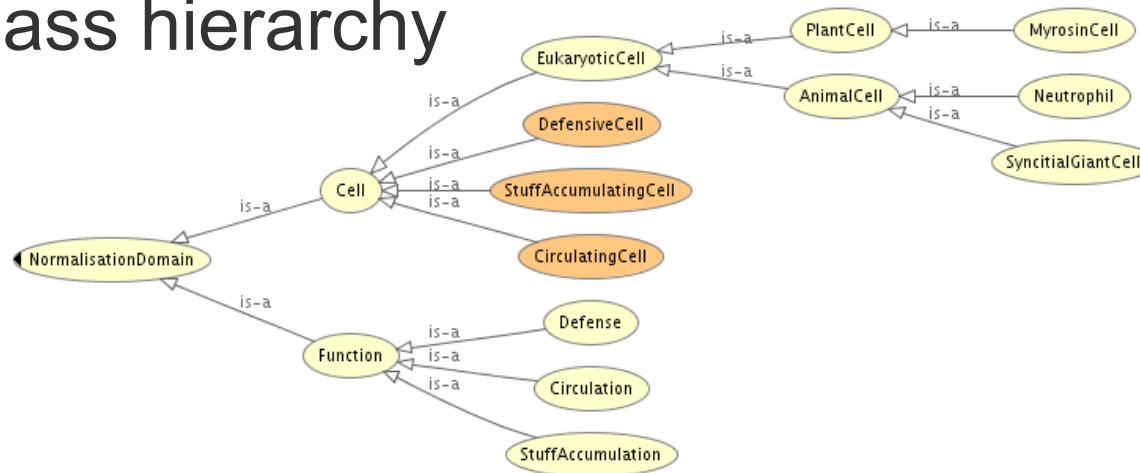 ass hierarchy
PlantCell
is-a
MyrosinCell
is-a
EukaryoticCell
is-a
AnimalCell
is-a
Neutrophil
is-a
SyncitialGiantCell
is-a
DefensiveCell
is-a
Cell
is-a
StuffAccumulatingCell
is-a
CirculatingCell
is-a
NormalisationDomain
is-a
Function
is-a
Defense
is-a
Circulation
is-a
StuffAccumulation